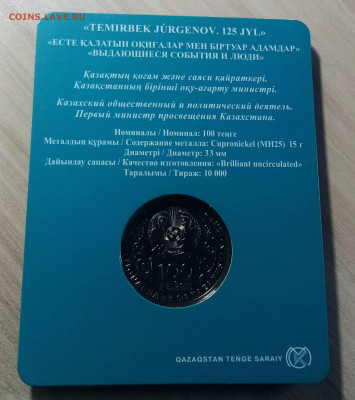 COINS.LAVE.RU
«TEMIRBEK JÚRGENOV. 125 JYL»
«ЕСТЕ ҚАЛАТЫН ОҚИҒАЛАР МЕН БІРТУАР АДАМДАР»
«ВЫДАЮЩИЕСЯ СОБЫТИЯ И ЛЮДИ»
Қазақтың қоғам және саяси қайраткері.
Қазақстанның бірінші оқу-ағарту министрі.
Казахский общественный и политический деятель.
Первый министр просвещения Казахстана.
Номиналы / Номинал: 100 теңге
Металдың құрамы / Содержание металла: Cupronickel (МН25) 15 г
Диаметрі / Диаметр: 33 мм
Дайындау сапасы / Качество изготовления: «Brilliant uncirculated»
Таралымы / Тираж: 10 000
100
QAZAQSTAN TEŃGE SARAIY